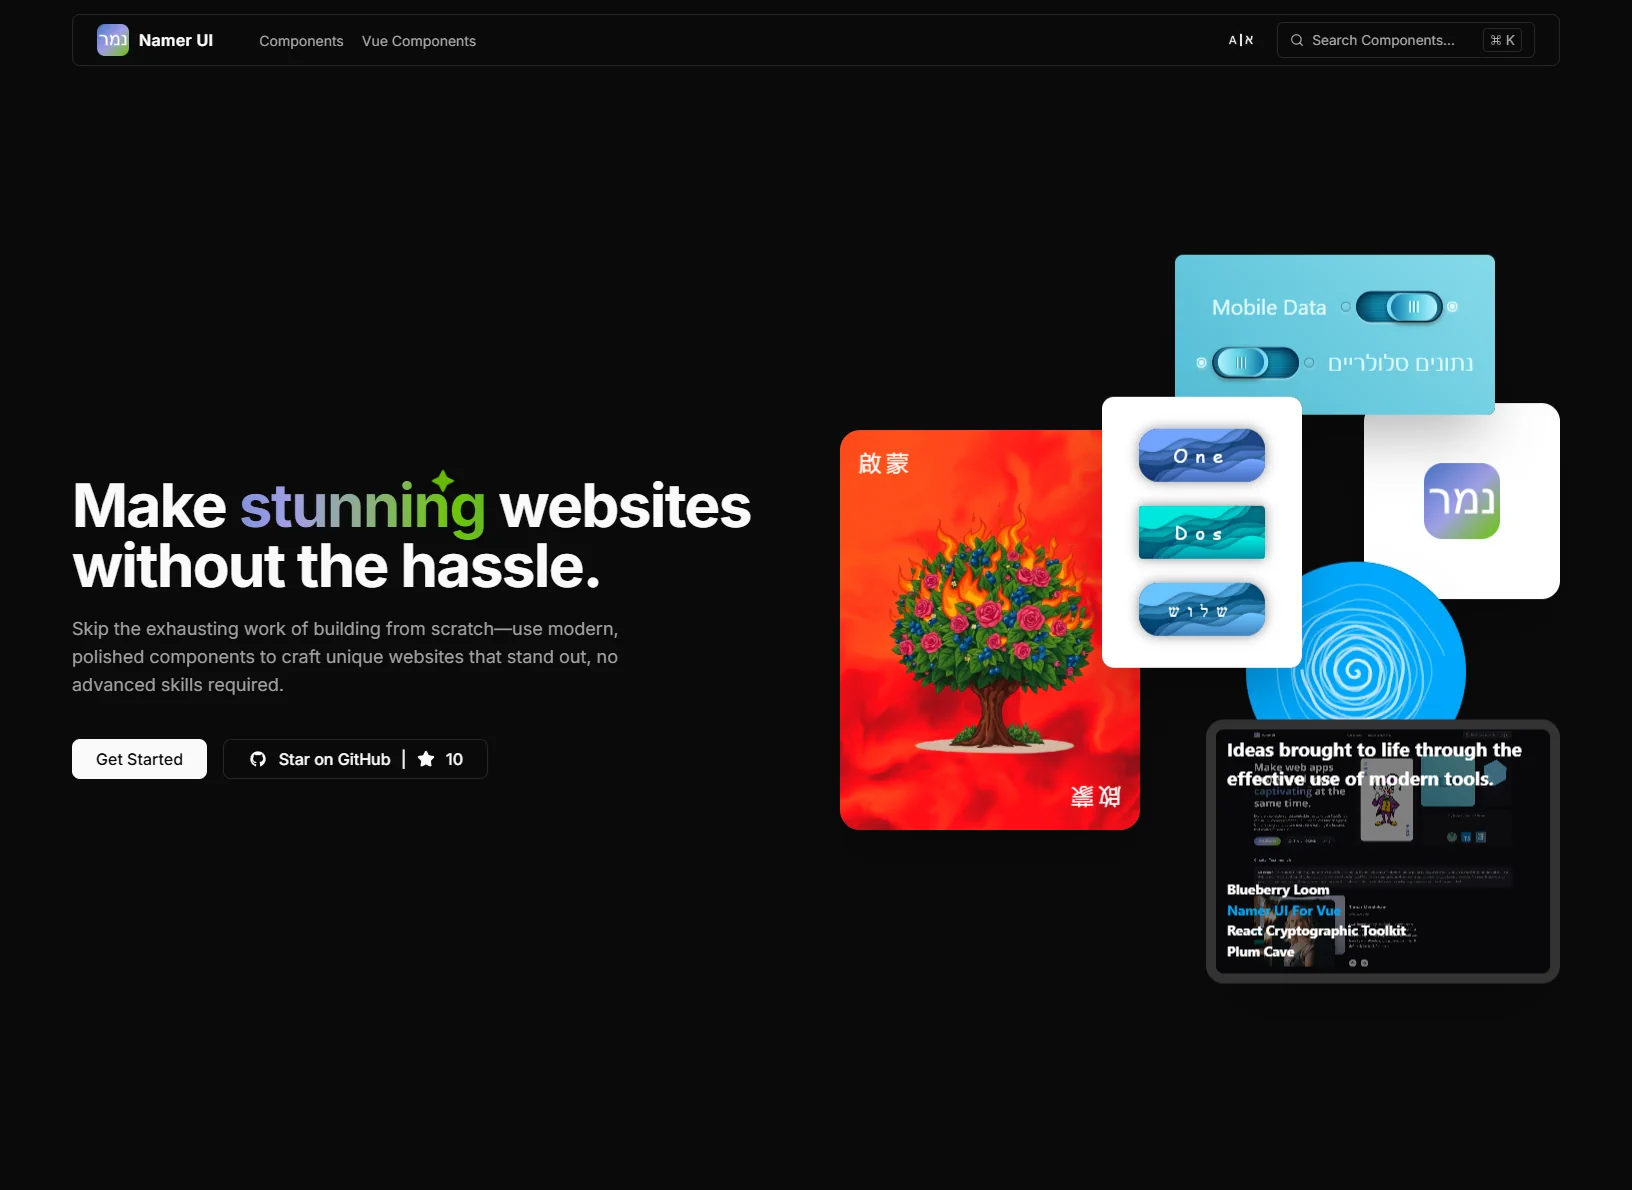 נמר Namer UI Components Vue Components A|א Search Components... ⌘ K
Make stunning websites
without the hassle.
Skip the exhausting work of building from scratch—use modern,
polished components to craft unique websites that stand out, no
advanced skills required.
Get Started Star on GitHub | 10
Mobile Data
נתונים סלולריים
啟蒙
啟蒙
One
Dos
שלוש
נמר
Ideas brought to life through the
effective use of modern tools.
Make web apps
captivating at the
same time.
Blueberry Loom
Namer UI For Vue
React Cryptographic Toolkit
Plum Cave